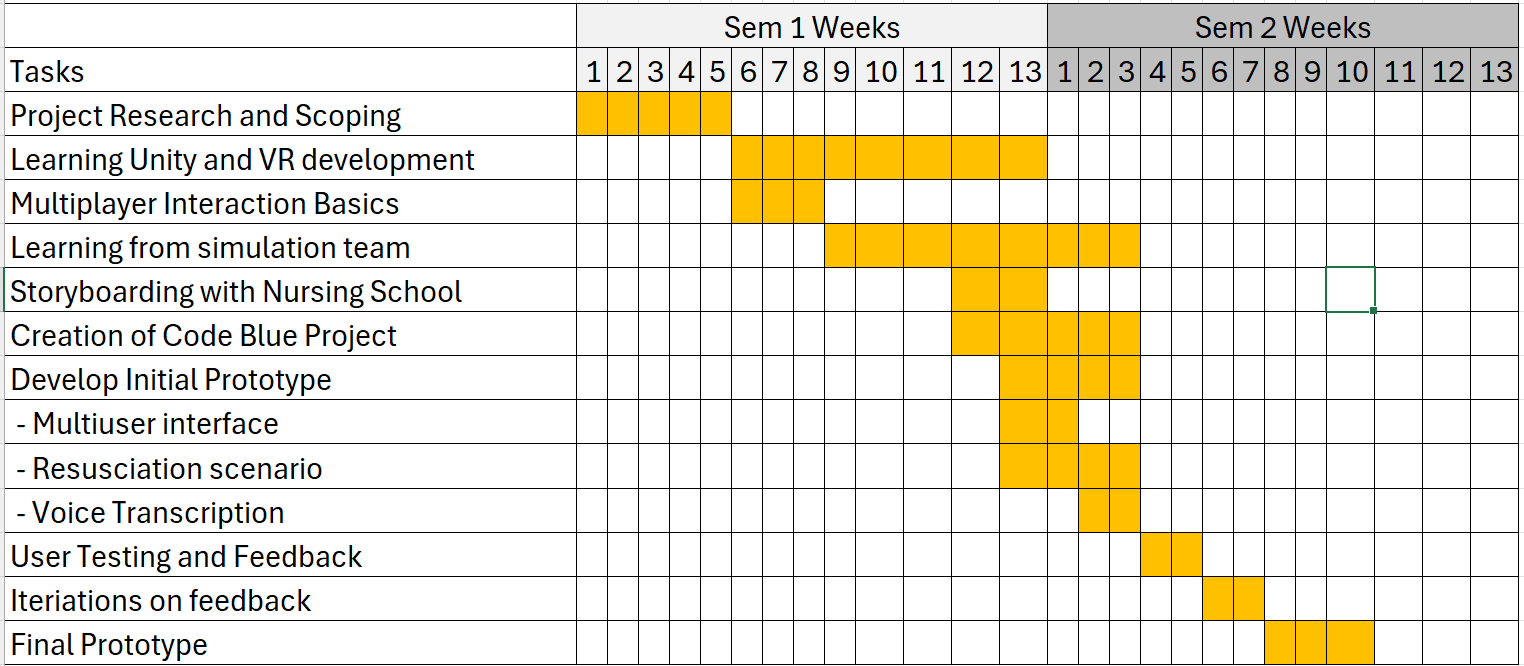 Sem 1 Weeks Sem 2 Weeks
Tasks 1 2 3 4 5 6 7 8 9 10 11 12 13 1 2 3 4 5 6 7 8 9 10 11 12 13
Project Research and Scoping
Learning Unity and VR development
Multiplayer Interaction Basics
Learning from simulation team
Storyboarding with Nursing School
Creation of Code Blue Project
Develop Initial Prototype
- Multiuser interface
- Resusciation scenario
- Voice Transcription
User Testing and Feedback
Iteriations on feedback
Final Prototype